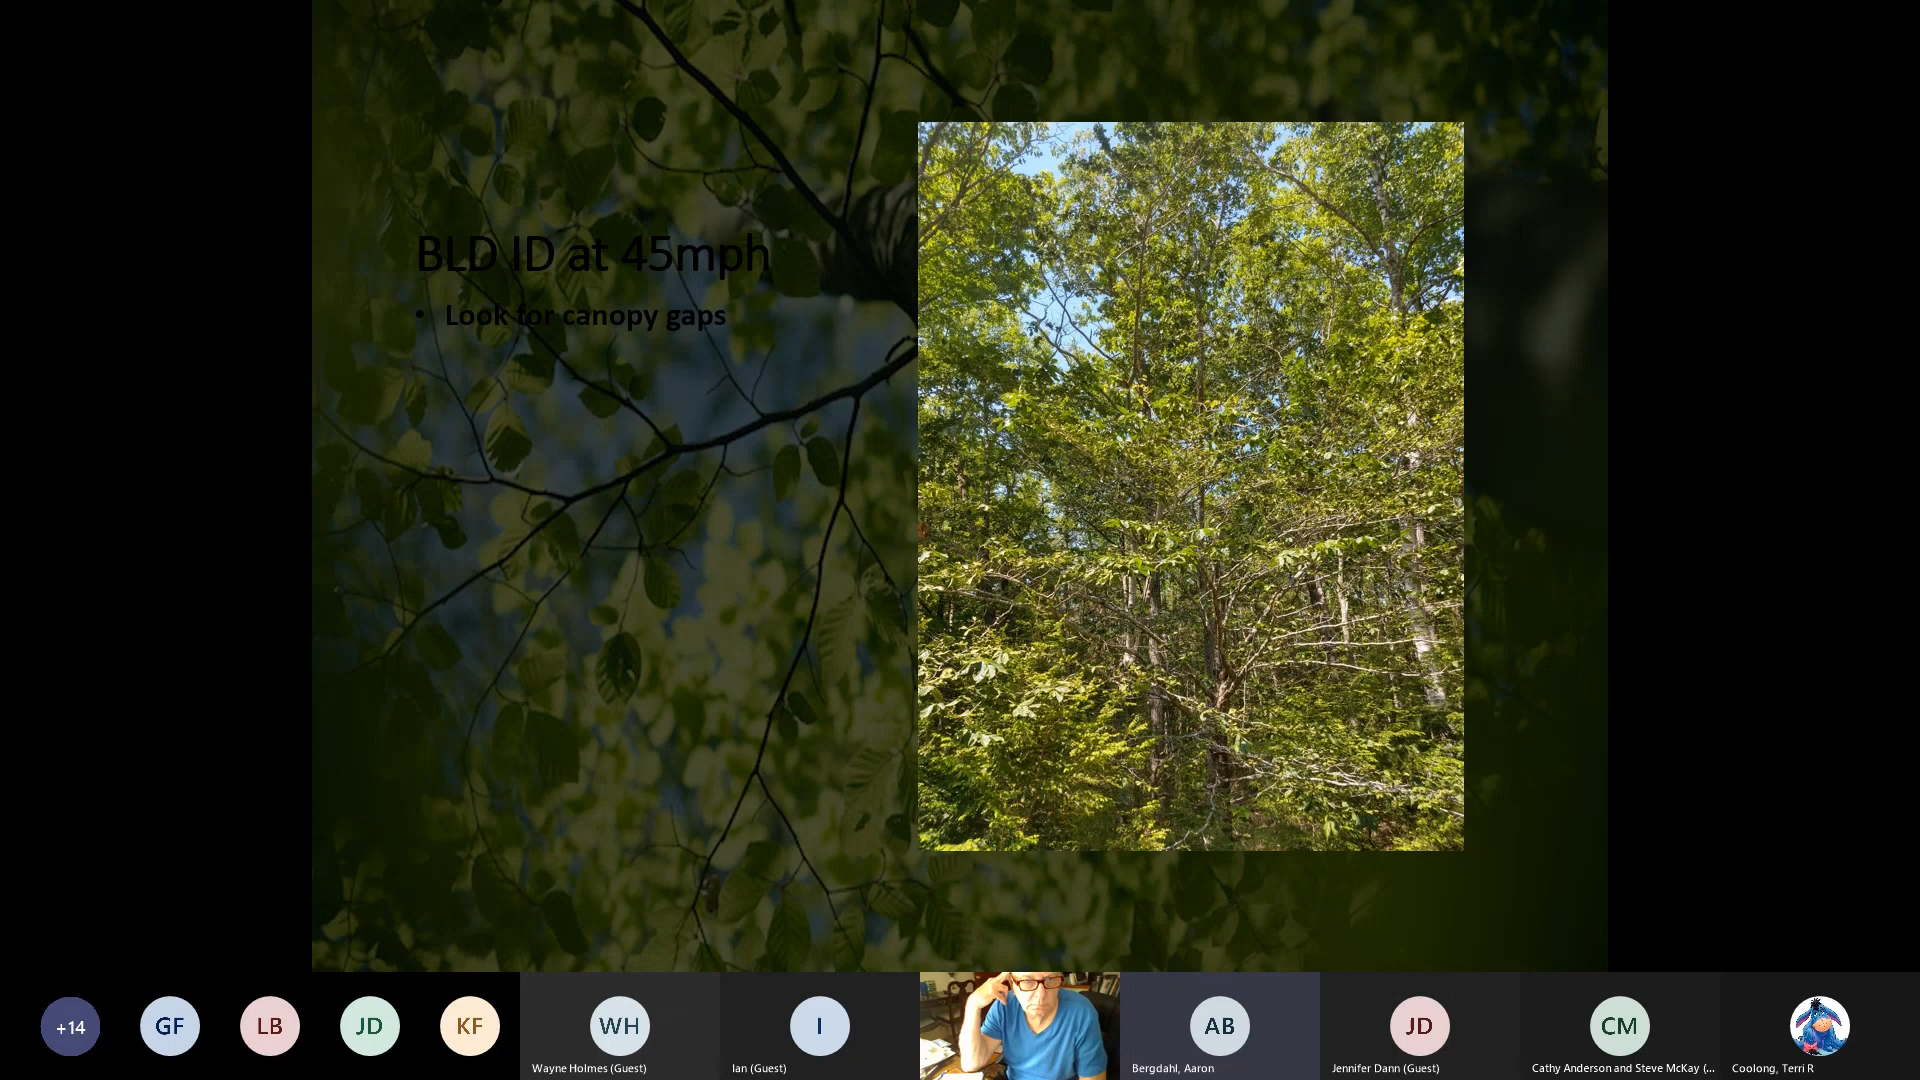 BLD ID at 45mph
• Look for canopy gaps
+14
GF
LB
JD
KF
WH
Wayne Holmes (Guest)
I
Ian (Guest)
AB
Bergdahl, Aaron
JD
Jennifer Dann (Guest)
CM
Cathy Anderson and Steve McKay (...
Coolong, Terri R